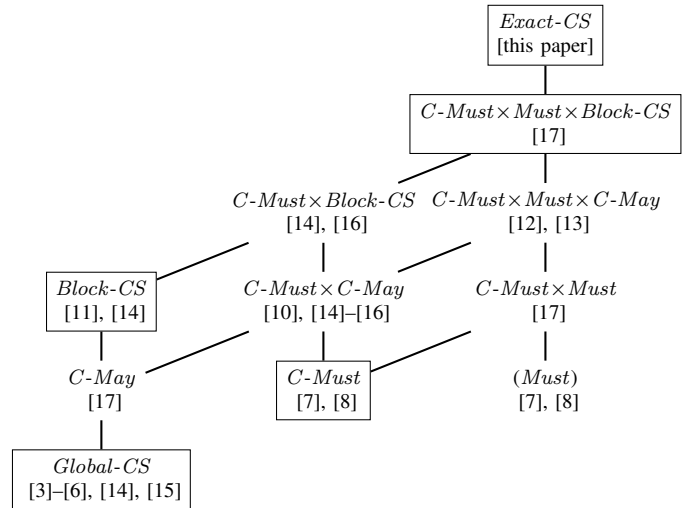 Exact-CS
[this paper]
C-Must×Must×Block-CS
[17]
C-Must×Block-CS
[14], [16]
C-Must×Must×C-May
[12], [13]
Block-CS
[11], [14]
C-Must×C-May
[10], [14]–[16]
C-Must×Must
[17]
C-May
[17]
C-Must
[7], [8]
(Must)
[7], [8]
Global-CS
[3]–[6], [14], [15]